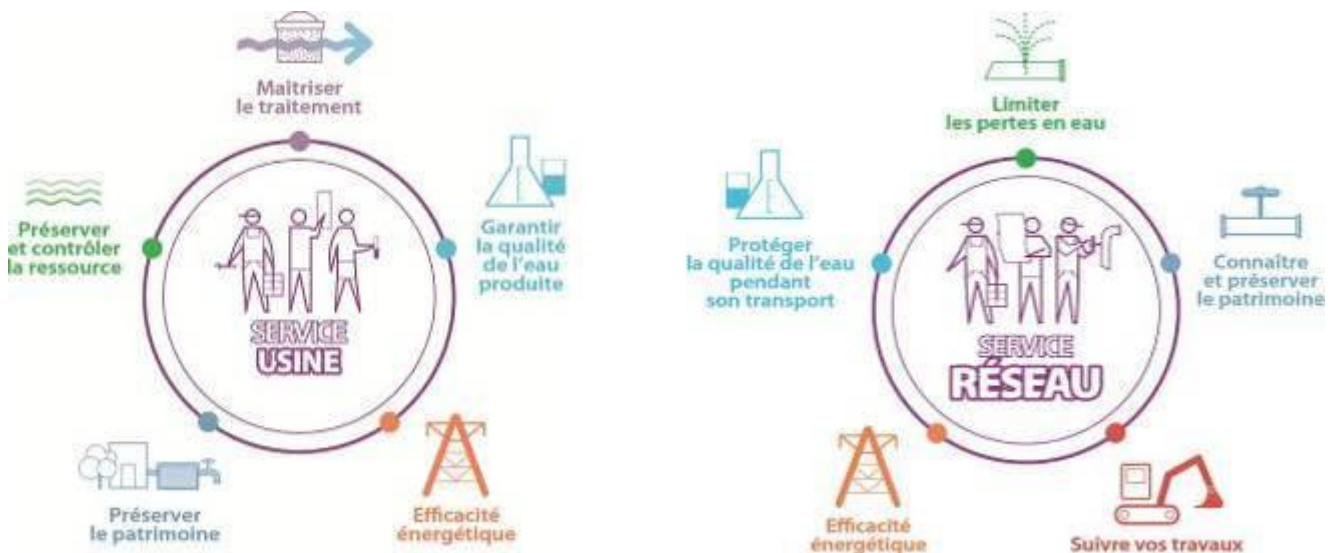 Maîtriser
le traitement
Garantir
la qualité
de l'eau
produite
Efficacité
énergétique
Préserver
le patrimoine
Préserver
et contrôler
la ressource
SERVICE
USINE
Limiter
les pertes en eau
Connaître
et préserver
le patrimoine
Suivre vos travaux
Efficacité
énergétique
Protéger
la qualité de l'eau
pendant
son transport
SERVICE
RÉSEAU